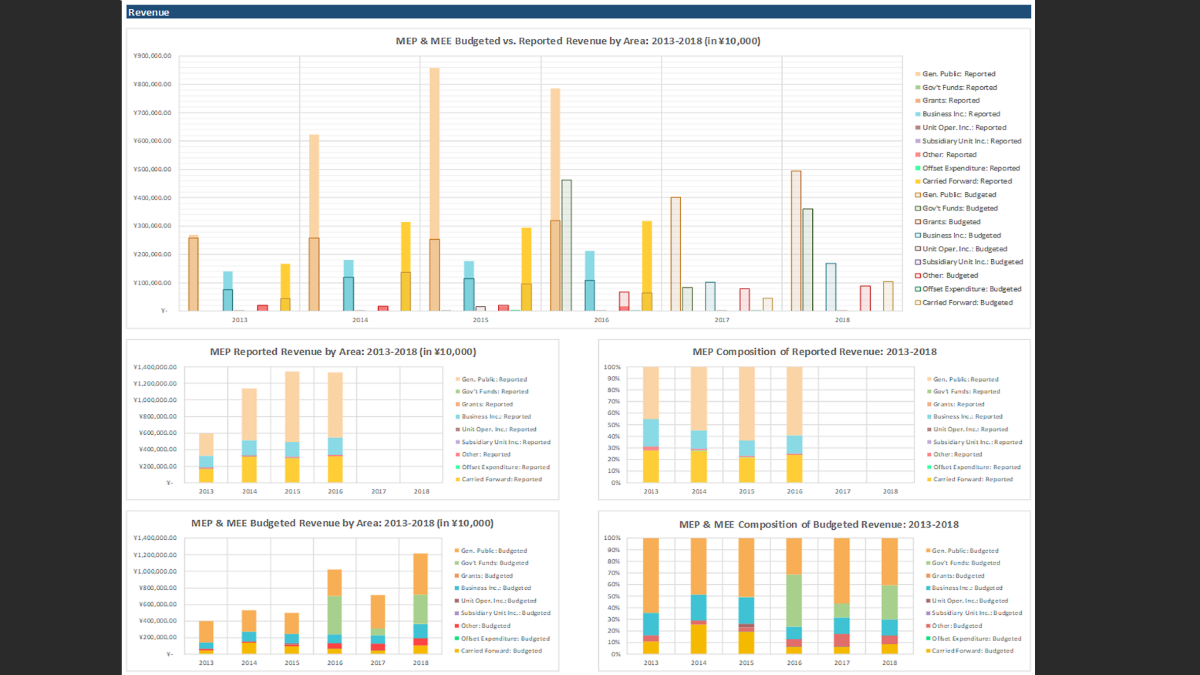 Revenue
MEP & MEE Budgeted vs. Reported Revenue by Area: 2013-2018 (in ¥10,000)
¥900,000.00
¥800,000.00
¥700,000.00
¥600,000.00
¥500,000.00
¥400,000.00
¥300,000.00
¥200,000.00
¥100,000.00
¥-
2013 2014 2015 2016 2017 2018
Gen. Public: Reported
Gov't Funds: Reported
Grants: Reported
Business Inc.: Reported
Unit Oper. Inc.: Reported
Subsidiary Unit Inc.: Reported
Other: Reported
Offset Expenditure: Reported
Carried Forward: Reported
Gen. Public: Budgeted
Gov't Funds: Budgeted
Grants: Budgeted
Business Inc.: Budgeted
Unit Oper. Inc.: Budgeted
Subsidiary Unit Inc.: Budgeted
Other: Budgeted
Offset Expenditure: Budgeted
Carried Forward: Budgeted
MEP Reported Revenue by Area: 2013-2018 (in ¥10,000)
¥1,400,000.00
¥1,200,000.00
¥1,000,000.00
¥800,000.00
¥600,000.00
¥400,000.00
¥200,000.00
¥-
2013 2014 2015 2016 2017 2018
Gen. Public: Reported
Gov't Funds: Reported
Grants: Reported
Business Inc.: Reported
Unit Oper. Inc.: Reported
Subsidiary Unit Inc.: Reported
Other: Reported
Offset Expenditure: Reported
Carried Forward: Reported
MEP Composition of Reported Revenue: 2013-2018
100%
90%
80%
70%
60%
50%
40%
30%
20%
10%
0%
2013 2014 2015 2016 2017 2018
Gen. Public: Reported
Gov't Funds: Reported
Grants: Reported
Business Inc.: Reported
Unit Oper. Inc.: Reported
Subsidiary Unit Inc.: Reported
Other: Reported
Offset Expenditure: Reported
Carried Forward: Reported
MEP & MEE Budgeted Revenue by Area: 2013-2018 (in ¥10,000)
¥1,400,000.00
¥1,200,000.00
¥1,000,000.00
¥800,000.00
¥600,000.00
¥400,000.00
¥200,000.00
¥-
2013 2014 2015 2016 2017 2018
Gen. Public: Budgeted
Gov't Funds: Budgeted
Grants: Budgeted
Business Inc.: Budgeted
Unit Oper. Inc.: Budgeted
Subsidiary Unit Inc.: Budgeted
Other: Budgeted
Offset Expenditure: Budgeted
Carried Forward: Budgeted
MEP & MEE Composition of Budgeted Revenue: 2013-2018
100%
90%
80%
70%
60%
50%
40%
30%
20%
10%
0%
2013 2014 2015 2016 2017 2018
Gen. Public: Budgeted
Gov't Funds: Budgeted
Grants: Budgeted
Business Inc.: Budgeted
Unit Oper. Inc.: Budgeted
Subsidiary Unit Inc.: Budgeted
Other: Budgeted
Offset Expenditure: Budgeted
Carried Forward: Budgeted